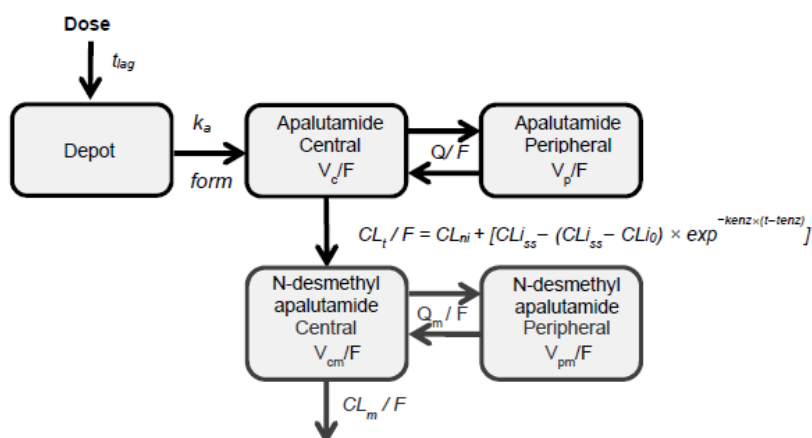 Dose
tlag
Depot
ka
form
Apalutamide
Central
Vc/F
Q/F
Apalutamide
Peripheral
Vp/F
CLt / F = CLni + [CLiss – (CLiss – CLi0) × exp–kenz×(t–tenz)]
N-desmethyl
apalutamide
Central
Vcm/F
Qm / F
N-desmethyl
apalutamide
Peripheral
Vpm/F
CLm / F